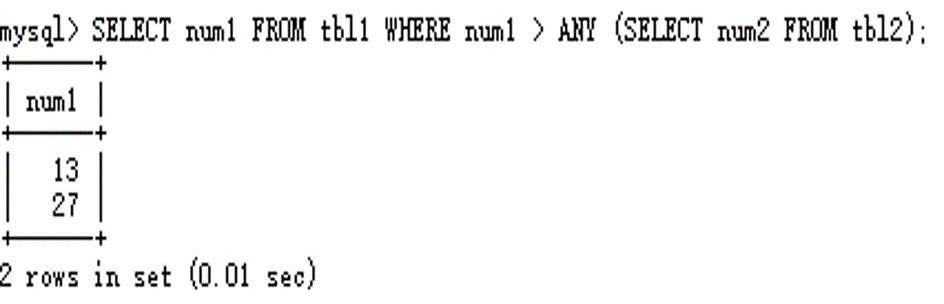 mysql> SELECT num1 FROM tbl1 WHERE num1 > ANY (SELECT num2 FROM tbl2);
+------+
| num1 |
+------+
|   13 |
|   27 |
+------+
2 rows in set (0.01 sec)